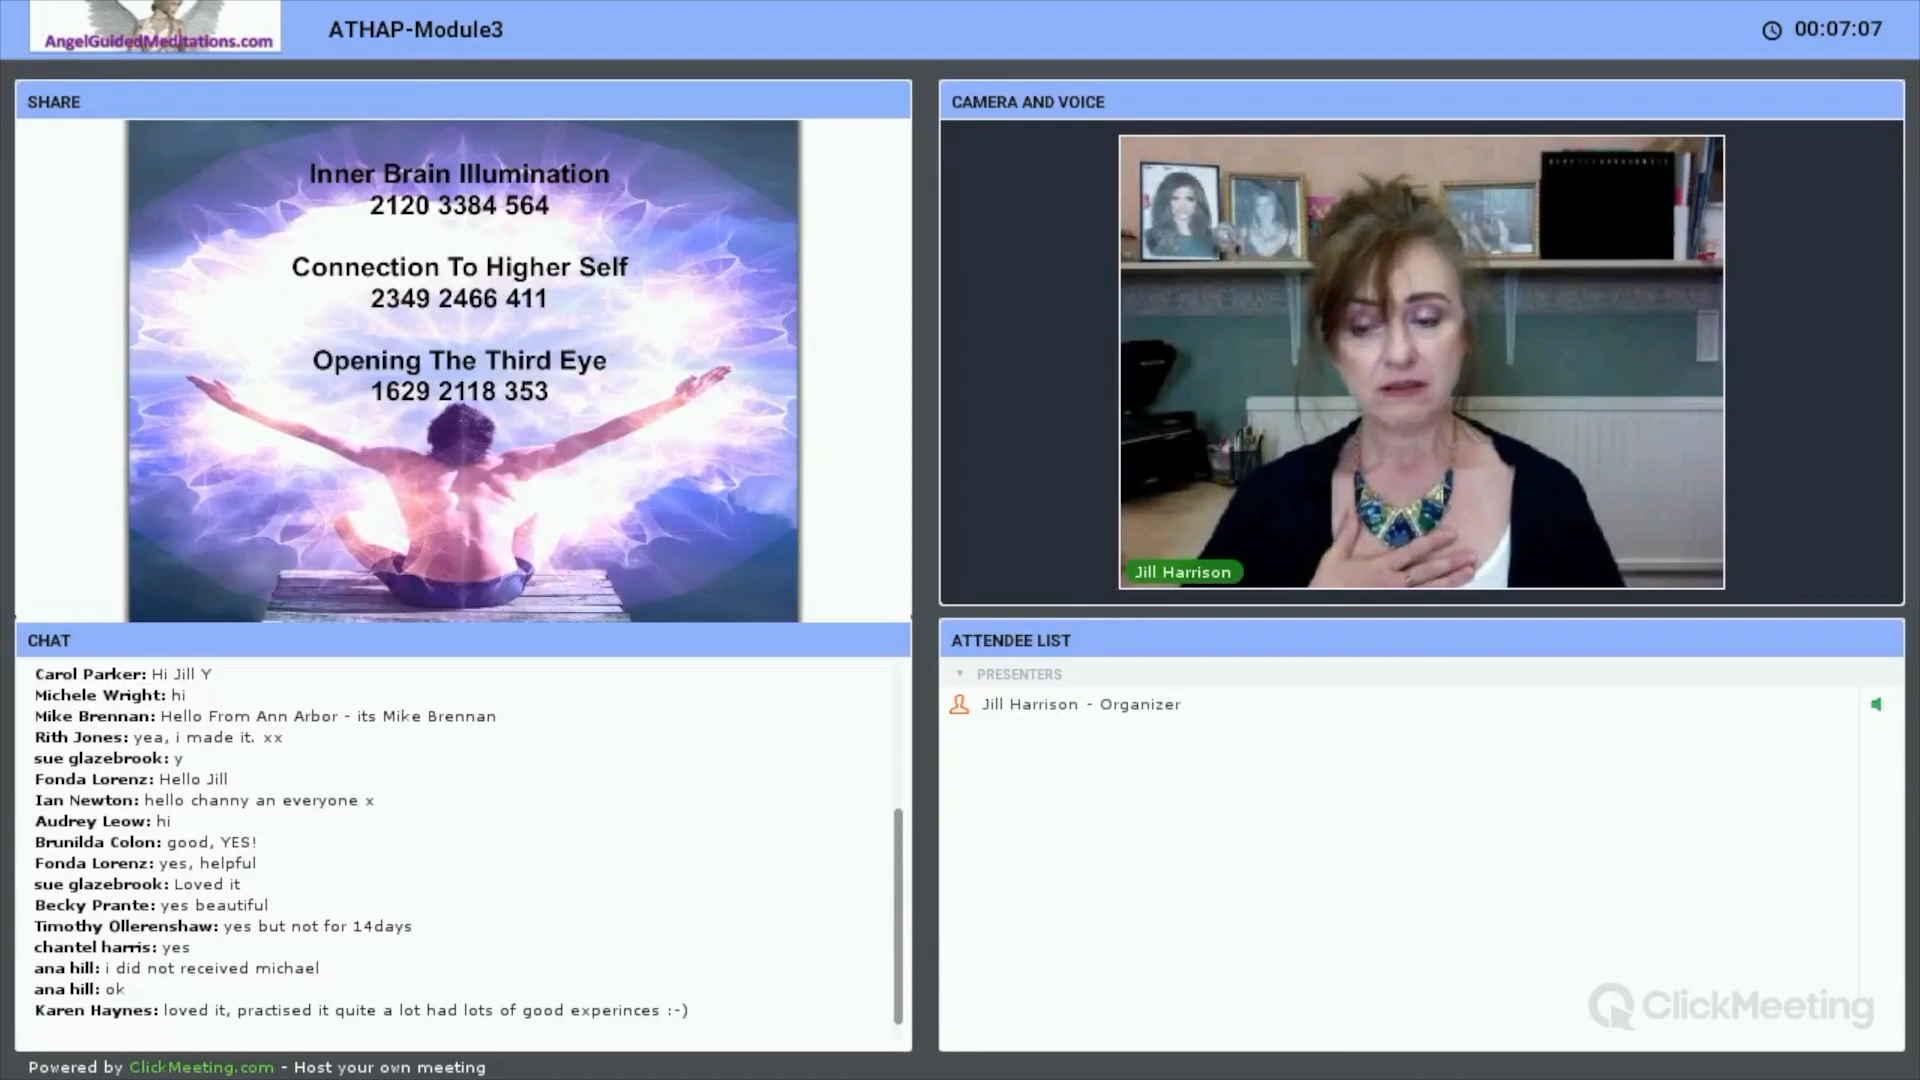 AngelGuidedMeditations.com
ATHAP-Module3
00:07:07
SHARE
Inner Brain Illumination
2120 3384 564
Connection To Higher Self
2349 2466 411
Opening The Third Eye
1629 2118 353
CAMERA AND VOICE
Jill Harrison
CHAT
Carol Parker: Hi Jill Y
Michele Wright: hi
Mike Brennan: Hello From Ann Arbor - its Mike Brennan
Rith Jones: yea, i made it. xx
sue glazebrook: y
Fonda Lorenz: Hello Jill
Ian Newton: hello channy an everyone x
Audrey Leow: hi
Brunilda Colon: good, YES!
Fonda Lorenz: yes, helpful
sue glazebrook: Loved it
Becky Prante: yes beautiful
Timothy Ollerenshaw: yes but not for 14days
chantel harris: yes
ana hill: i did not received michael
ana hill: ok
Karen Haynes: loved it, practised it quite a lot had lots of good experinces :-)
ATTENDEE LIST
PRESENTERS
Jill Harrison - Organizer
ClickMeeting
Powered by ClickMeeting.com - Host your own meeting